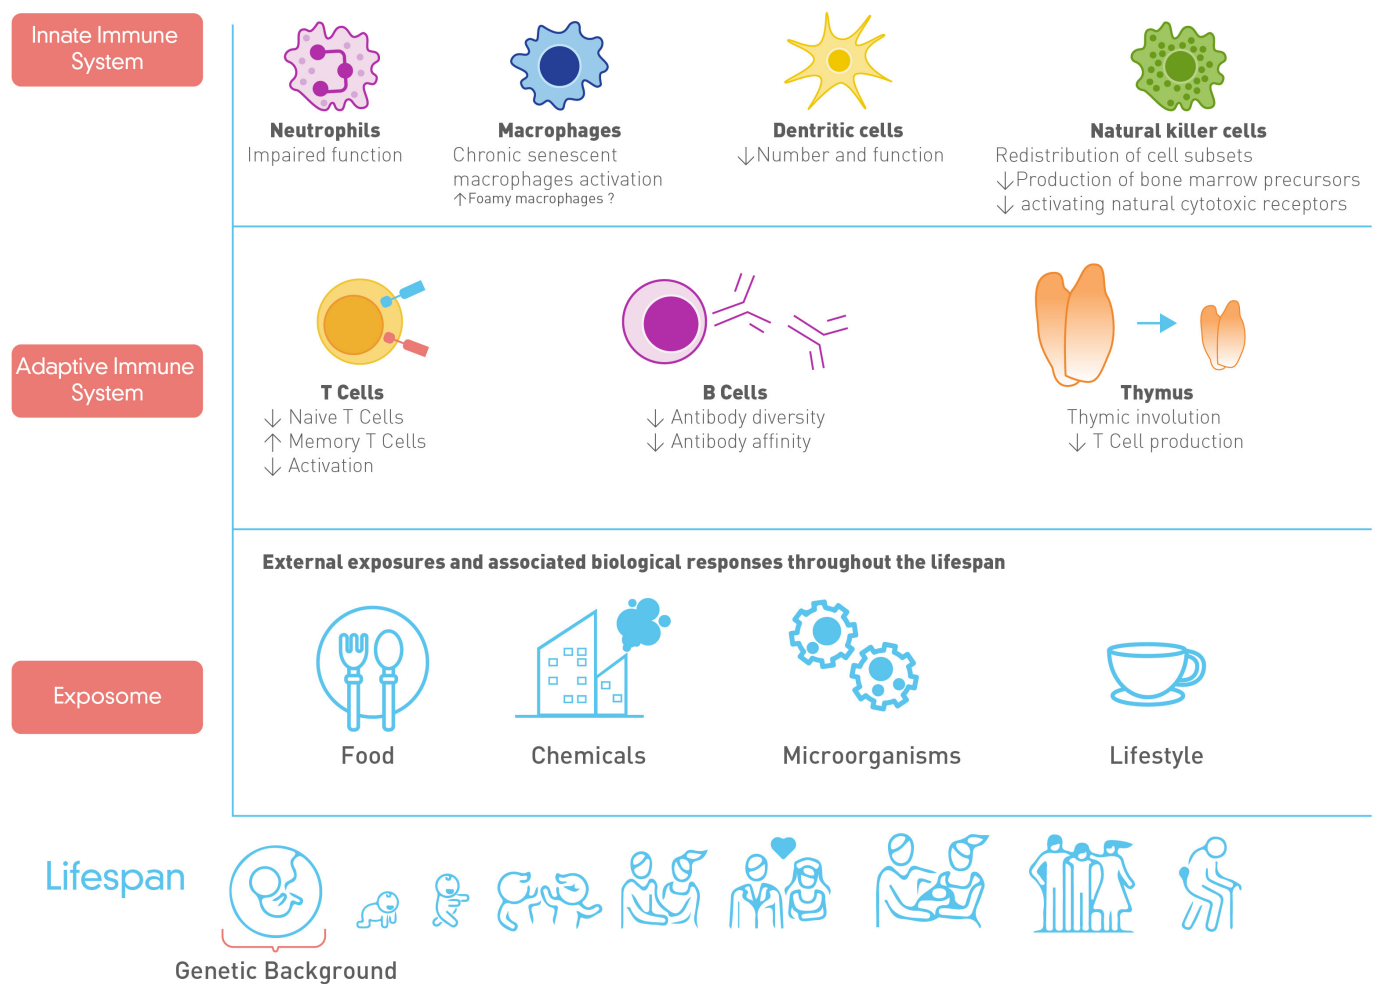 Innate Immune
System
Neutrophils
Impaired function
Macrophages
Chronic senescent
macrophages activation
↑Foamy macrophages ?
Dentritic cells
↓Number and function
Natural killer cells
Redistribution of cell subsets
↓Production of bone marrow precursors
↓ activating natural cytotoxic receptors
Adaptive Immune
System
T Cells
↓ Naive T Cells
↑ Memory T Cells
↓ Activation
B Cells
↓ Antibody diversity
↓ Antibody affinity
Thymus
Thymic involution
↓ T Cell production
Exposome
External exposures and associated biological responses throughout the lifespan
Food
Chemicals
Microorganisms
Lifestyle
Lifespan
Genetic Background